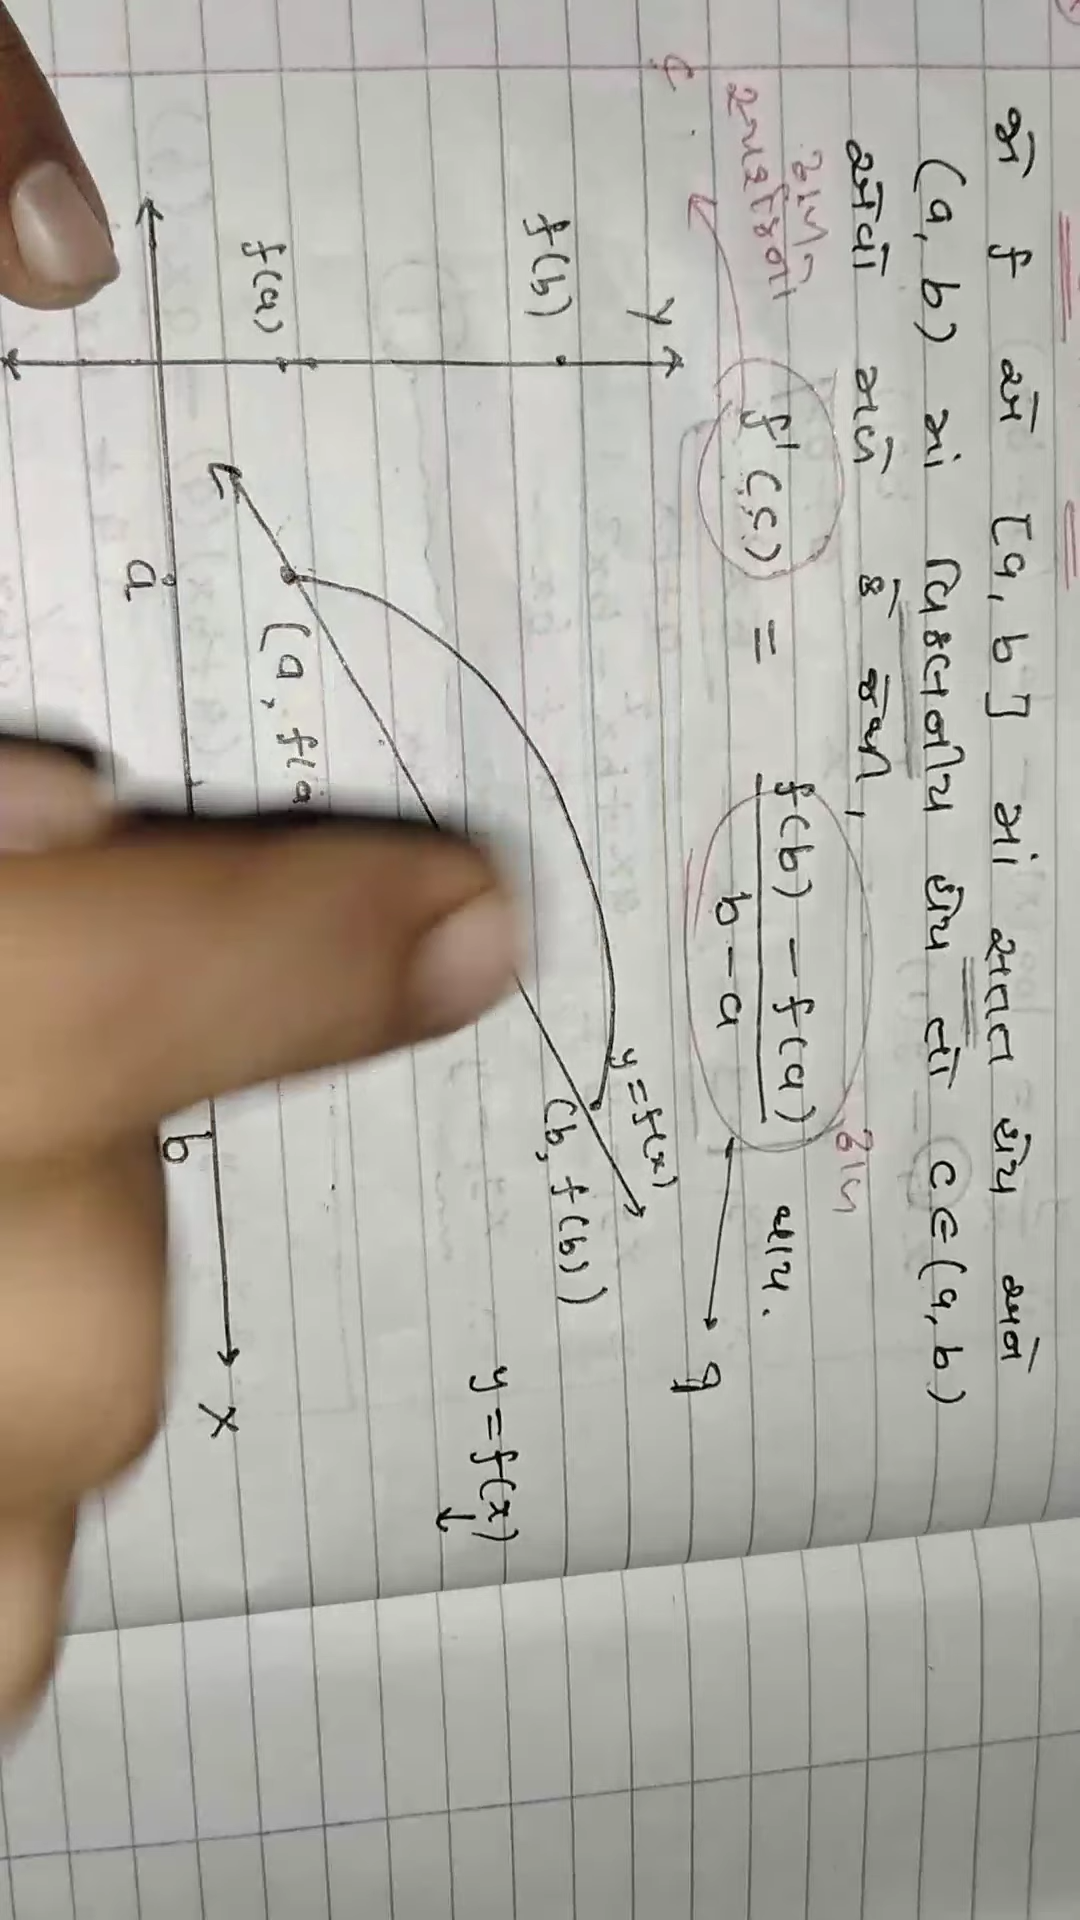 જો f એ [a, b] માં સતત હોય અને
(a, b) માં વિકલનીય હોય તો c ∈ (a, b)
એવો મળે કે જેથી,
f'(c) = f(b) - f(a) / b - a થાય.
ઢાળ
સ્પર્શકનો ઢાળ
c
q
y
f(b)
f(a)
y = f(x)
(b, f(b))
(a, f(a
a
b
x
y = f(x)
↓